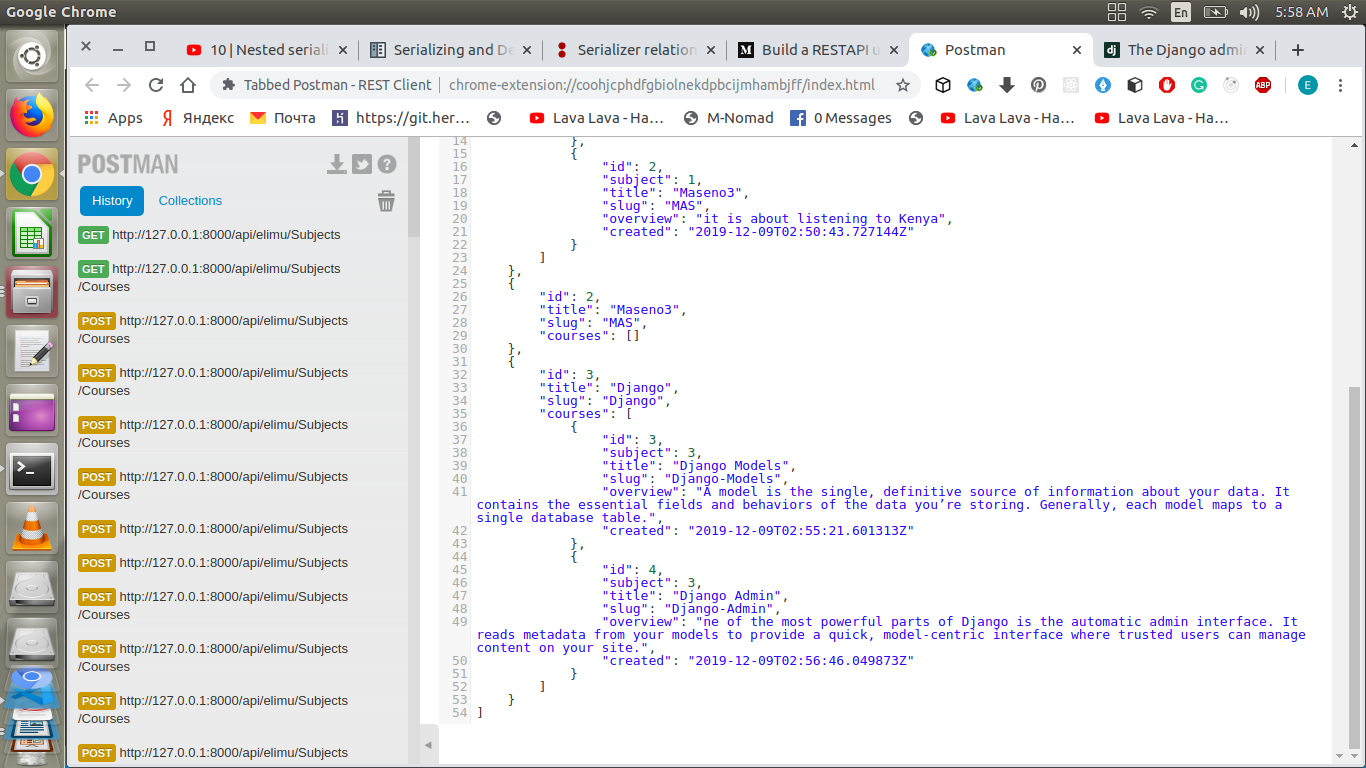 Google Chrome
En
5:58 AM
10 | Nested seriali
Serializing and De
Serializer relation
Build a RESTAPI u
Postman
The Django admi
Tabbed Postman - REST Client
chrome-extension://coohjcphdfgbiolnekdpbcijmhambjff/index.html
ABP
E
Apps
Яндекс
Почта
https://git.her…
Lava Lava - Ha…
M-Nomad
0 Messages
Lava Lava - Ha…
Lava Lava - Ha…
POSTMAN
History
Collections
GET http://127.0.0.1:8000/api/elimu/Subjects
GET http://127.0.0.1:8000/api/elimu/Subjects
/Courses
POST http://127.0.0.1:8000/api/elimu/Subjects
/Courses
POST http://127.0.0.1:8000/api/elimu/Subjects
/Courses
POST http://127.0.0.1:8000/api/elimu/Subjects
/Courses
POST http://127.0.0.1:8000/api/elimu/Subjects
/Courses
POST http://127.0.0.1:8000/api/elimu/Subjects
POST http://127.0.0.1:8000/api/elimu/Subjects
POST http://127.0.0.1:8000/api/elimu/Subjects
/Courses
POST http://127.0.0.1:8000/api/elimu/Subjects
/Courses
POST http://127.0.0.1:8000/api/elimu/Subjects
/Courses
POST http://127.0.0.1:8000/api/elimu/Subjects
14 },
15 {
16 "id": 2,
17 "subject": 1,
18 "title": "Maseno3",
19 "slug": "MAS",
20 "overview": "it is about listening to Kenya",
21 "created": "2019-12-09T02:50:43.727144Z"
22 }
23 ]
24 },
25 {
26 "id": 2,
27 "title": "Maseno3",
28 "slug": "MAS",
29 "courses": []
30 },
31 {
32 "id": 3,
33 "title": "Django",
34 "slug": "Django",
35 "courses": [
36 {
37 "id": 3,
38 "subject": 3,
39 "title": "Django Models",
40 "slug": "Django-Models",
41 "overview": "A model is the single, definitive source of information about your data. It
contains the essential fields and behaviors of the data you’re storing. Generally, each model maps to a
single database table.",
42 "created": "2019-12-09T02:55:21.601313Z"
43 },
44 {
45 "id": 4,
46 "subject": 3,
47 "title": "Django Admin",
48 "slug": "Django-Admin",
49 "overview": "ne of the most powerful parts of Django is the automatic admin interface. It
reads metadata from your models to provide a quick, model-centric interface where trusted users can manage
content on your site.",
50 "created": "2019-12-09T02:56:46.049873Z"
51 }
52 ]
53 }
54 ]